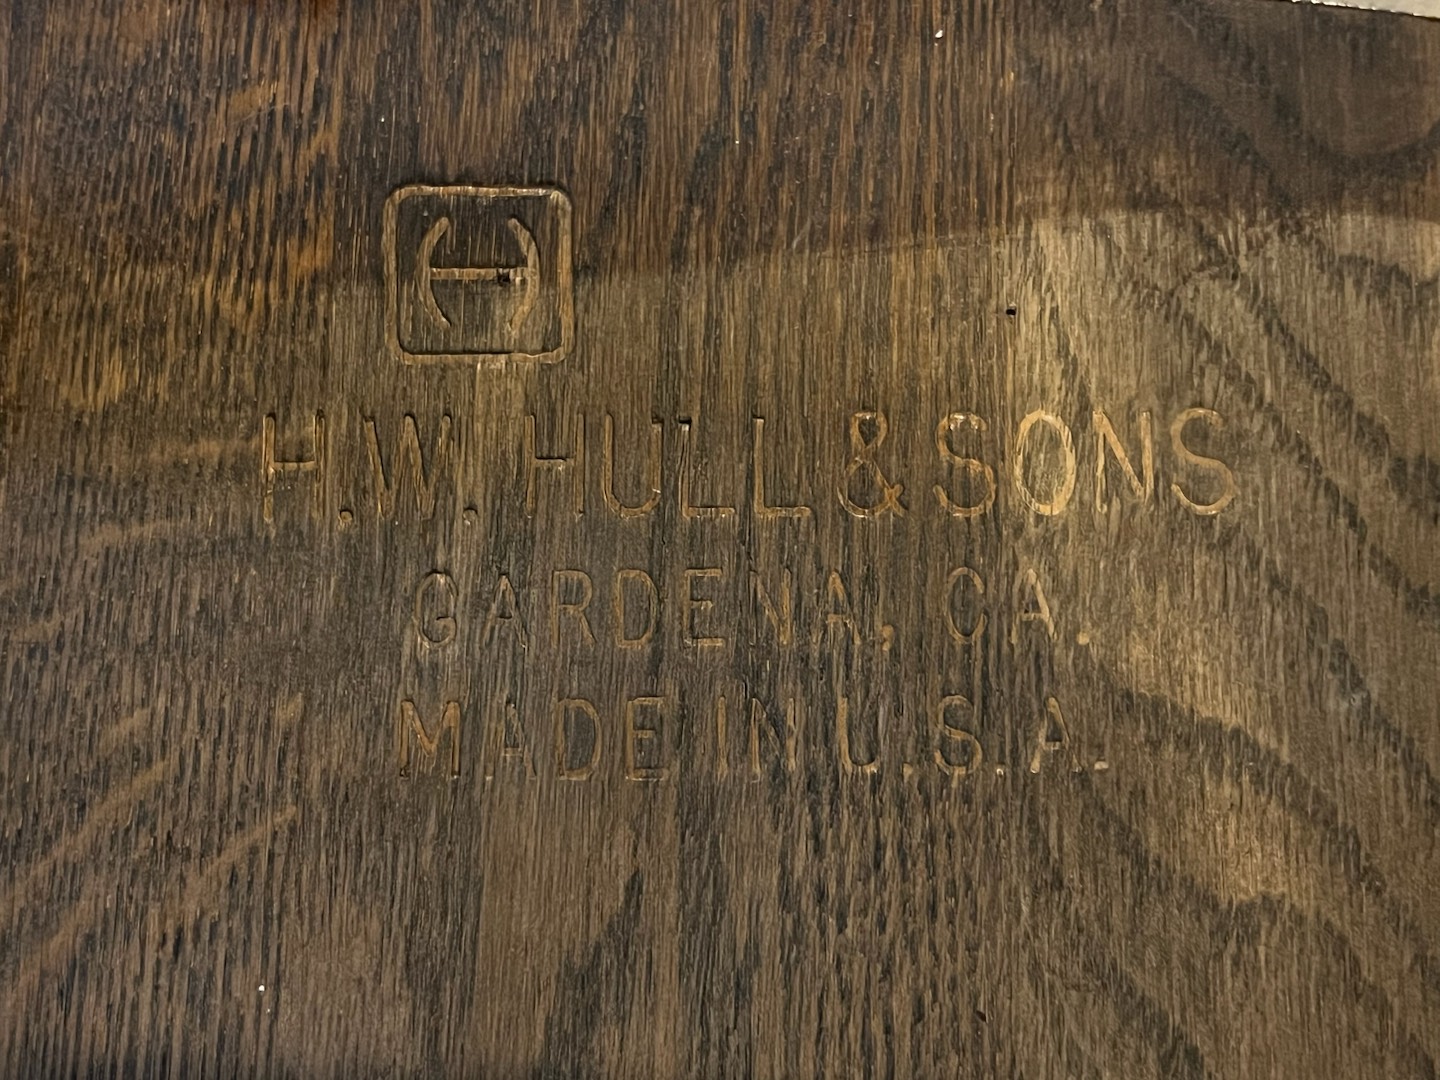 H
H.W. HULL & SONS
GARDENA, CA.
MADE IN U.S.A.